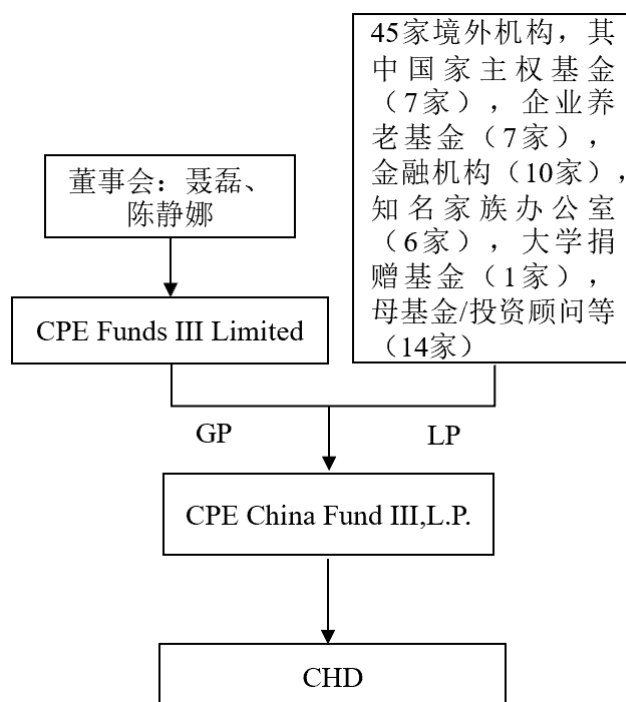 45家境外机构，其
中国家主权基金
（7家），企业养
老基金（7家），
金融机构（10家），
知名家族办公室
（6家），大学捐
赠基金（1家），
母基金/投资顾问等
（14家）
董事会：聂磊、
陈静娜
CPE Funds III Limited
GP
LP
CPE China Fund III,L.P.
CHD